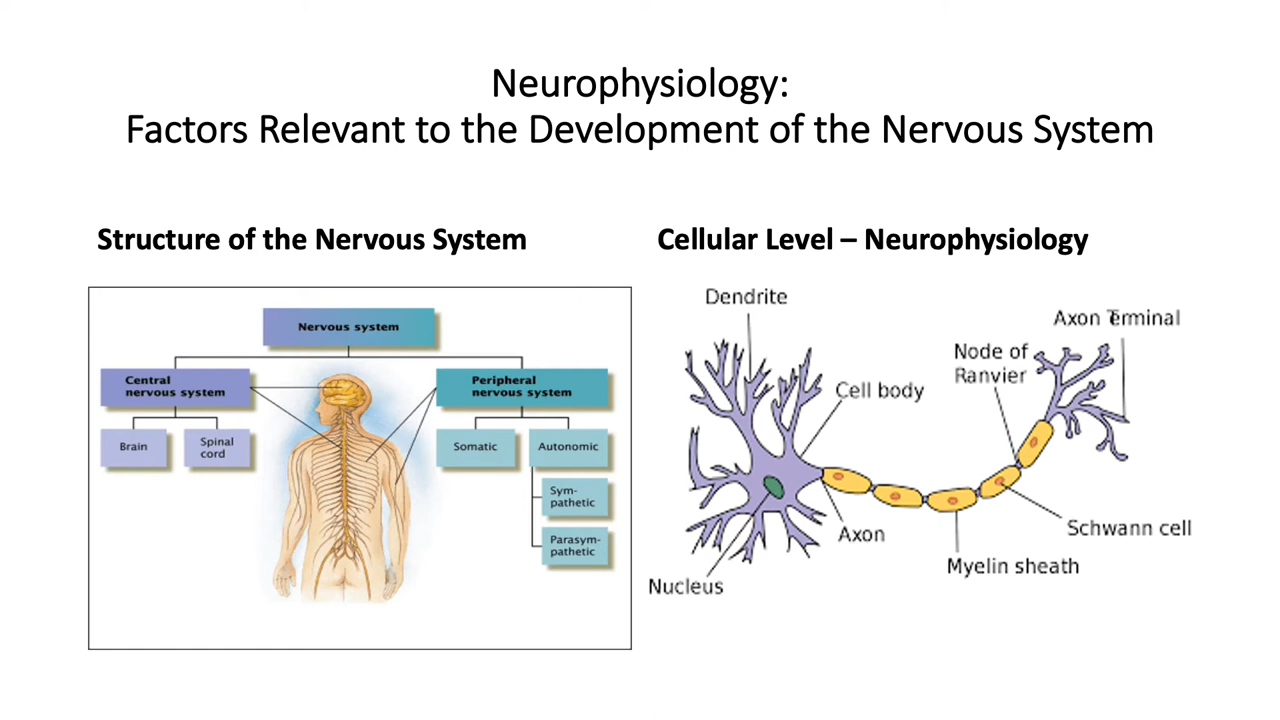 Neurophysiology:
Factors Relevant to the Development of the Nervous System
Structure of the Nervous System
Cellular Level – Neurophysiology
Nervous system
Central
nervous system
Peripheral
nervous system
Brain
Spinal
cord
Somatic
Autonomic
Sym-
pathetic
Parasym-
pathetic
Dendrite
Axon Terminal
Node of
Ranvier
Cell body
Axon
Schwann cell
Myelin sheath
Nucleus